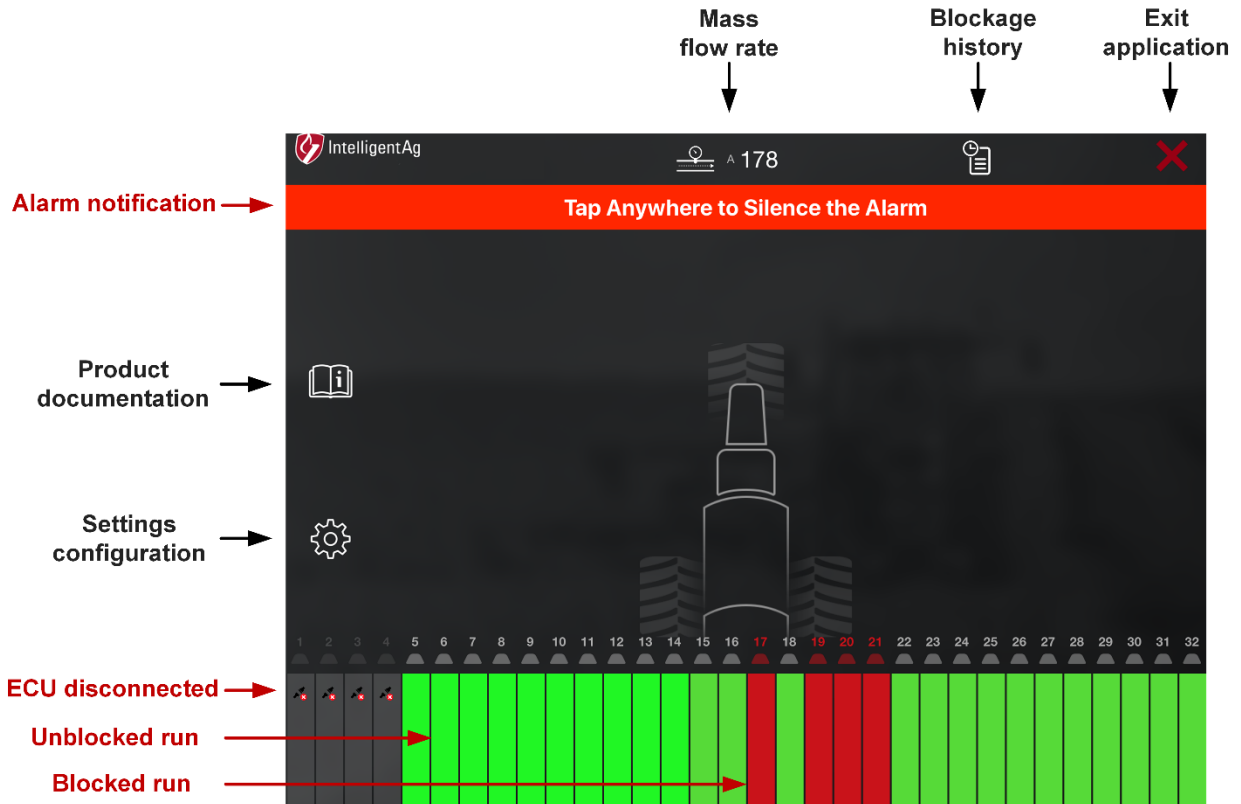 Mass
flow rate
Blockage
history
Exit
application
IntelligentAg
A 178
Alarm notification
Tap Anywhere to Silence the Alarm
Product
documentation
i
Settings
configuration
1 2 3 4 5 6 7 8 9 10 11 12 13 14 15 16 17 18 19 20 21 22 23 24 25 26 27 28 29 30 31 32
ECU disconnected
Unblocked run
Blocked run